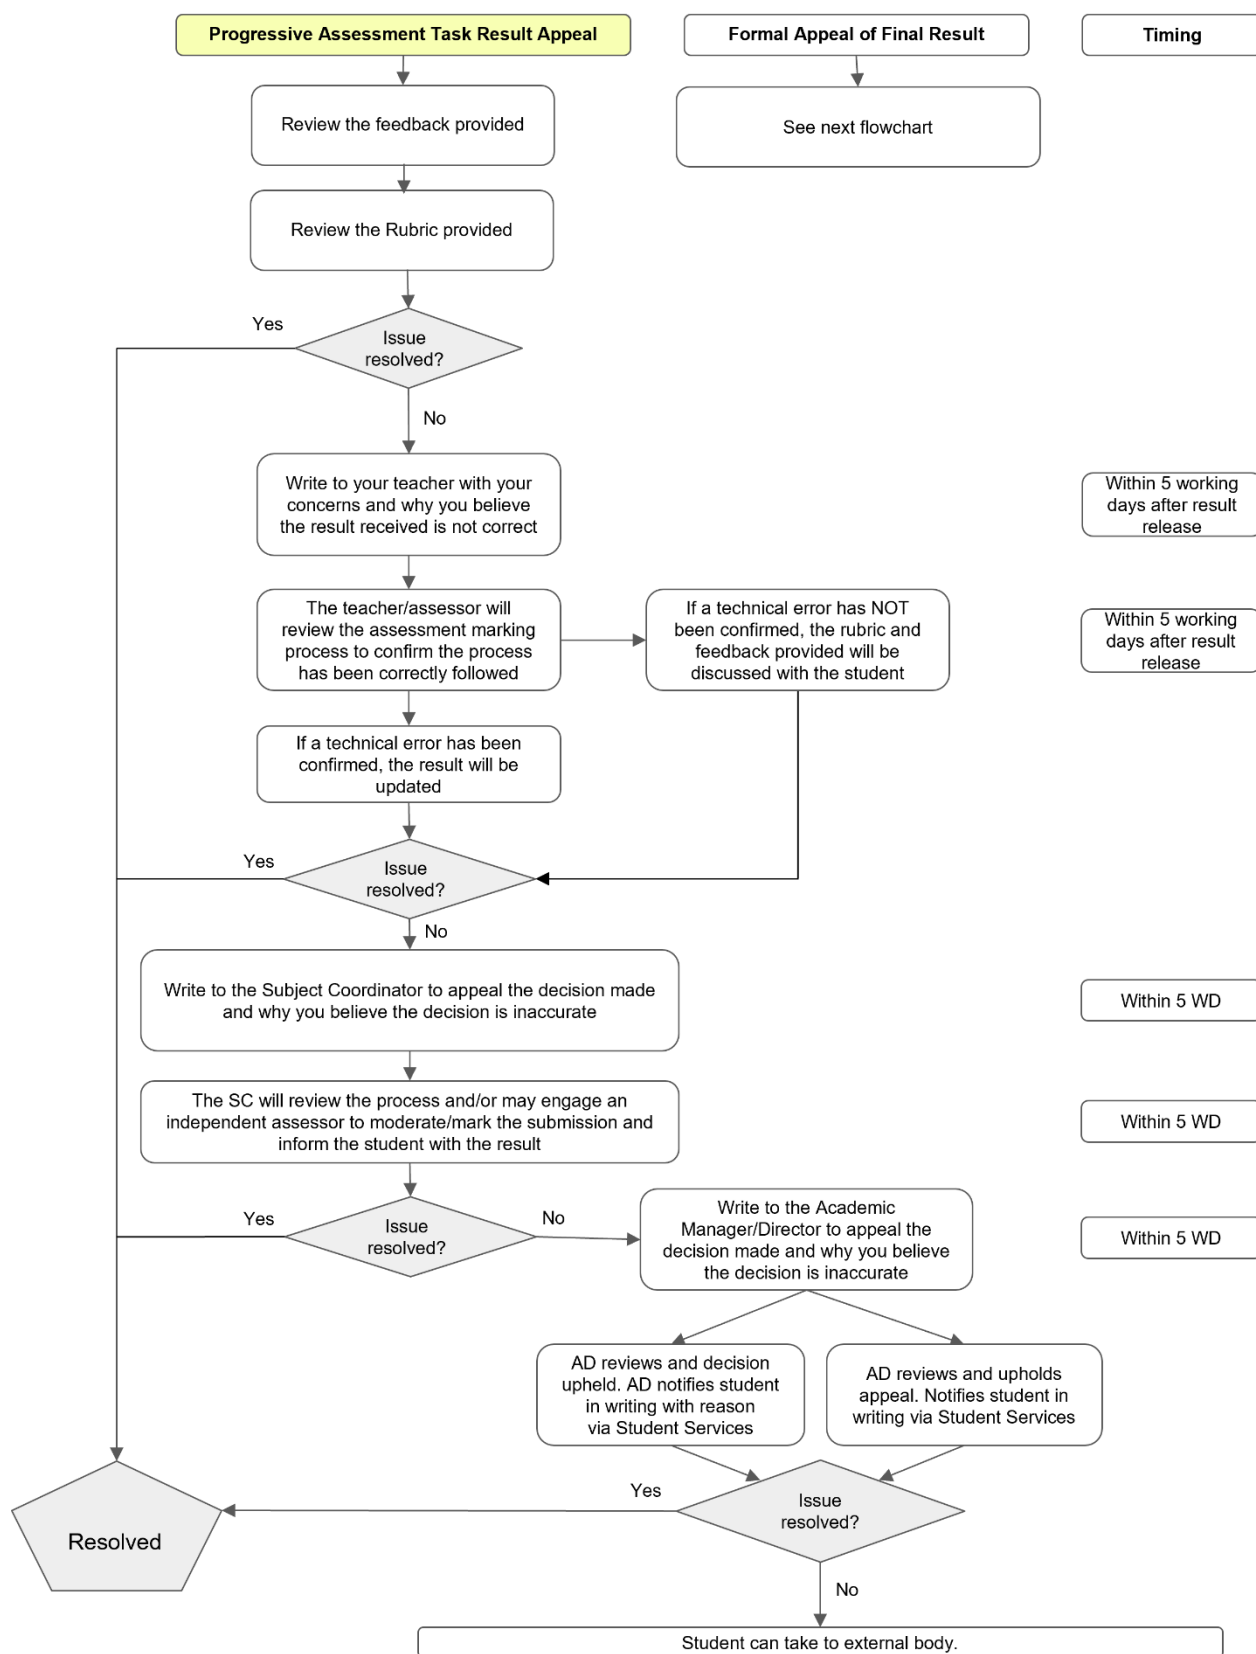 Progressive Assessment Task Result Appeal
Formal Appeal of Final Result
Timing
Review the feedback provided
See next flowchart
Review the Rubric provided
Yes
Issue
resolved?
No
Write to your teacher with your
concerns and why you believe
the result received is not correct
Within 5 working
days after result
release
The teacher/assessor will
review the assessment marking
process to confirm the process
has been correctly followed
If a technical error has NOT
been confirmed, the rubric and
feedback provided will be
discussed with the student
Within 5 working
days after result
release
If a technical error has been
confirmed, the result will be
updated
Yes
Issue
resolved?
No
Write to the Subject Coordinator to appeal the decision made
and why you believe the decision is inaccurate
Within 5 WD
The SC will review the process and/or may engage an
independent assessor to moderate/mark the submission and
inform the student with the result
Within 5 WD
Yes
Issue
resolved?
No
Write to the Academic
Manager/Director to appeal the
decision made and why you believe
the decision is inaccurate
Within 5 WD
AD reviews and decision
upheld. AD notifies student
in writing with reason
via Student Services
AD reviews and upholds
appeal. Notifies student in
writing via Student Services
Yes
Issue
resolved?
Resolved
No
Student can take to external body.